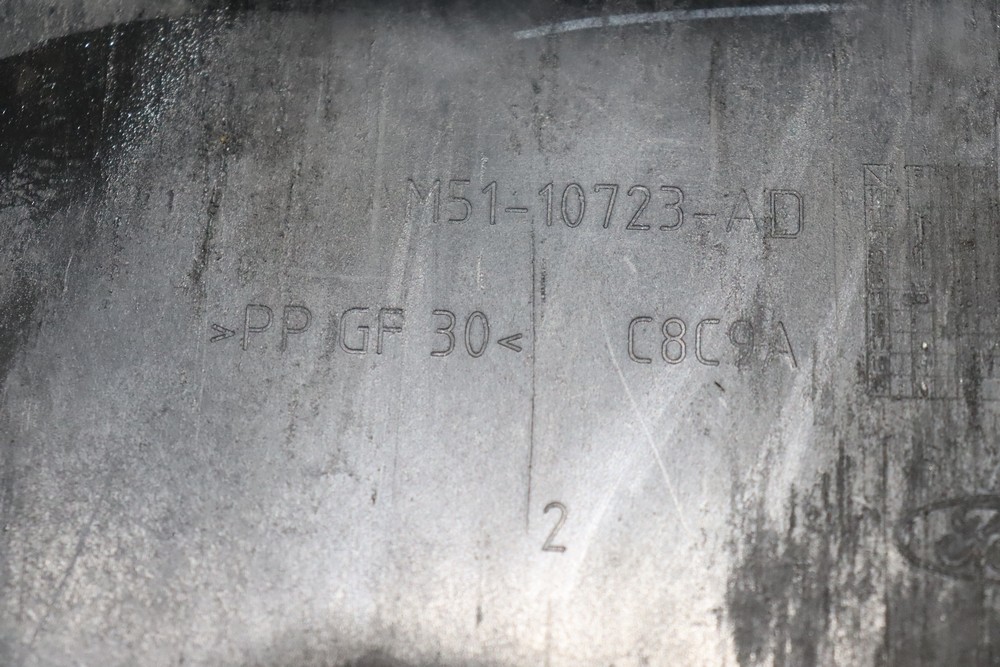 M51-10723-AD
>PP GF 30< C8C9A
2